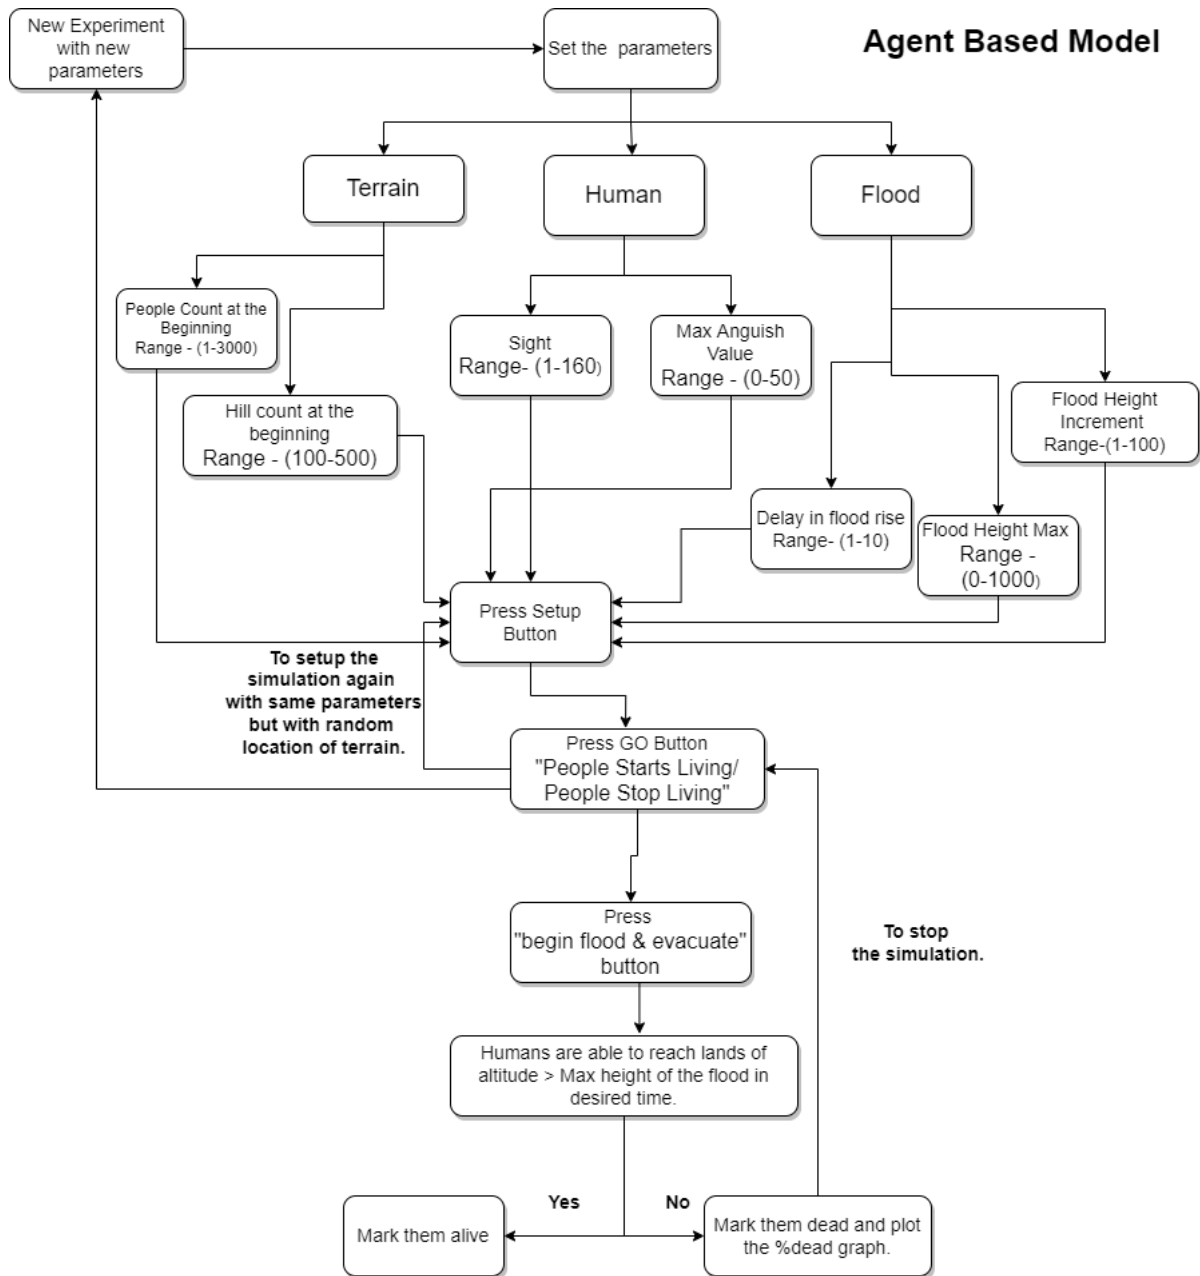 New Experiment
with new
parameters
Set the parameters
Agent Based Model
Terrain
Human
Flood
People Count at the
Beginning
Range - (1-3000)
Hill count at the
beginning
Range - (100-500)
Sight
Range- (1-160)
Max Anguish
Value
Range - (0-50)
Delay in flood rise
Range- (1-10)
Flood Height Max
Range -
(0-1000)
Flood Height
Increment
Range-(1-100)
Press Setup
Button
To setup the
simulation again
with same parameters
but with random
location of terrain.
Press GO Button
"People Starts Living/
People Stop Living"
Press
"begin flood & evacuate"
button
To stop
the simulation.
Humans are able to reach lands of
altitude > Max height of the flood in
desired time.
Yes
No
Mark them alive
Mark them dead and plot
the %dead graph.